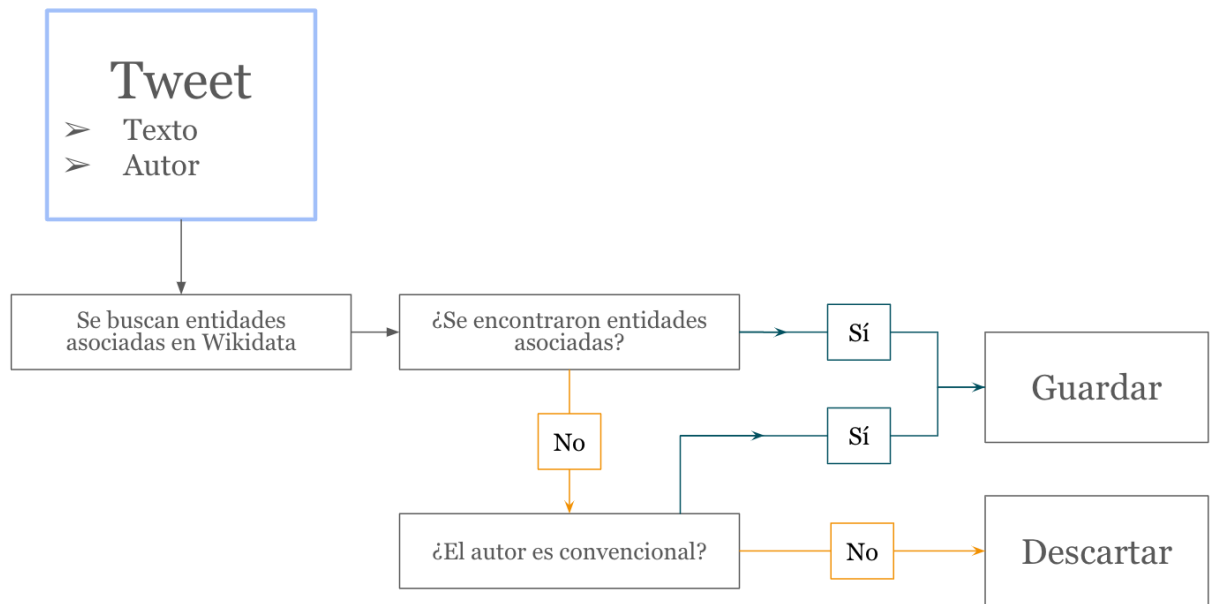 Tweet
➢ Texto
➢ Autor
Se buscan entidades
asociadas en Wikidata
¿Se encontraron entidades
asociadas?
Sí
Guardar
No
Sí
¿El autor es convencional?
No
Descartar